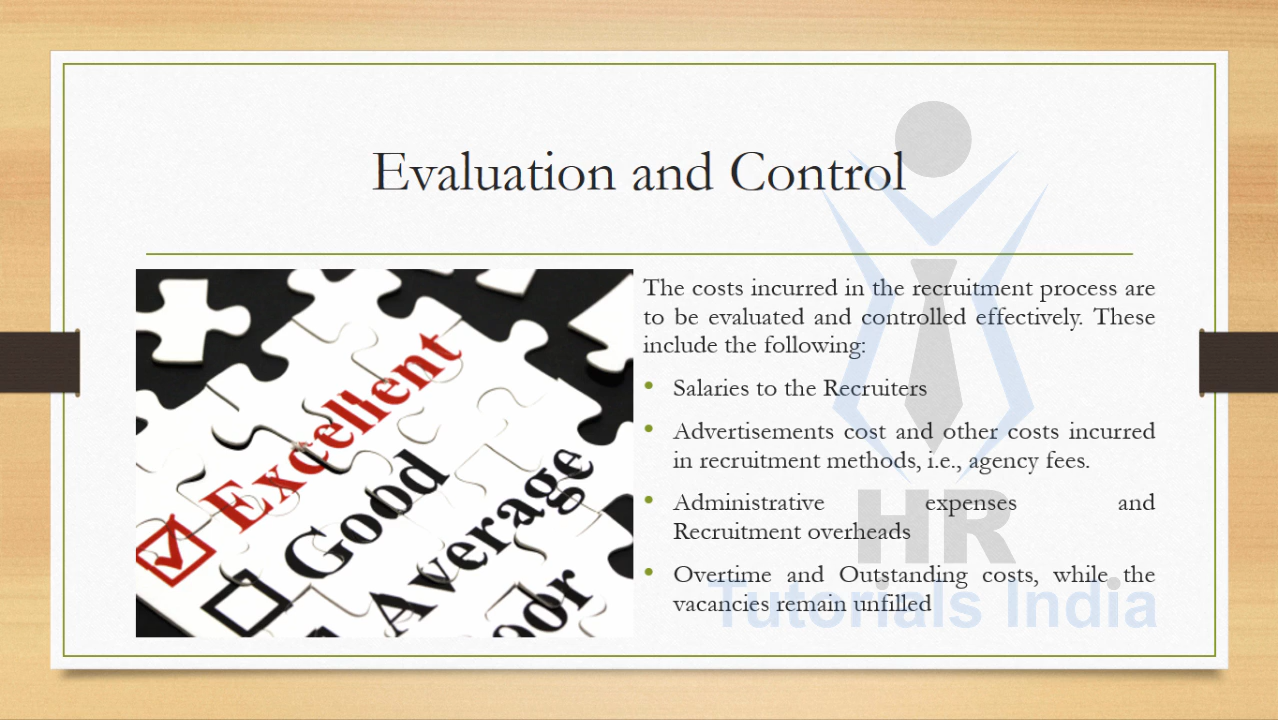 Evaluation and Control
The costs incurred in the recruitment process are
to be evaluated and controlled effectively. These
include the following:
• Salaries to the Recruiters
• Advertisements cost and other costs incurred
in recruitment methods, i.e., agency fees.
• Administrative expenses and
Recruitment overheads
• Overtime and Outstanding costs, while the
vacancies remain unfilled
Excellent
Good
Average
oor
HR
Tutorials India